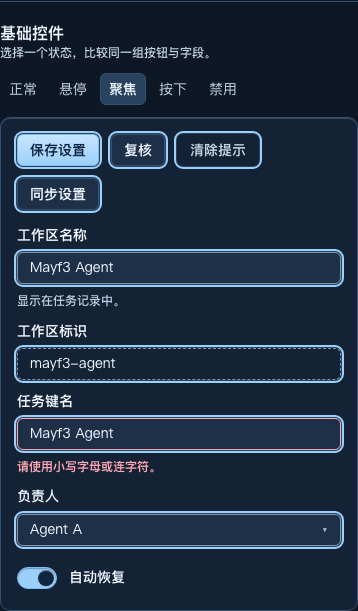 基础控件
选择一个状态，比较同一组按钮与字段。
正常 悬停 聚焦 按下 禁用
保存设置 复核 清除提示
同步设置
工作区名称
Mayf3 Agent
显示在任务记录中。
工作区标识
mayf3-agent
任务键名
Mayf3 Agent
请使用小写字母或连字符。
负责人
Agent A
自动恢复